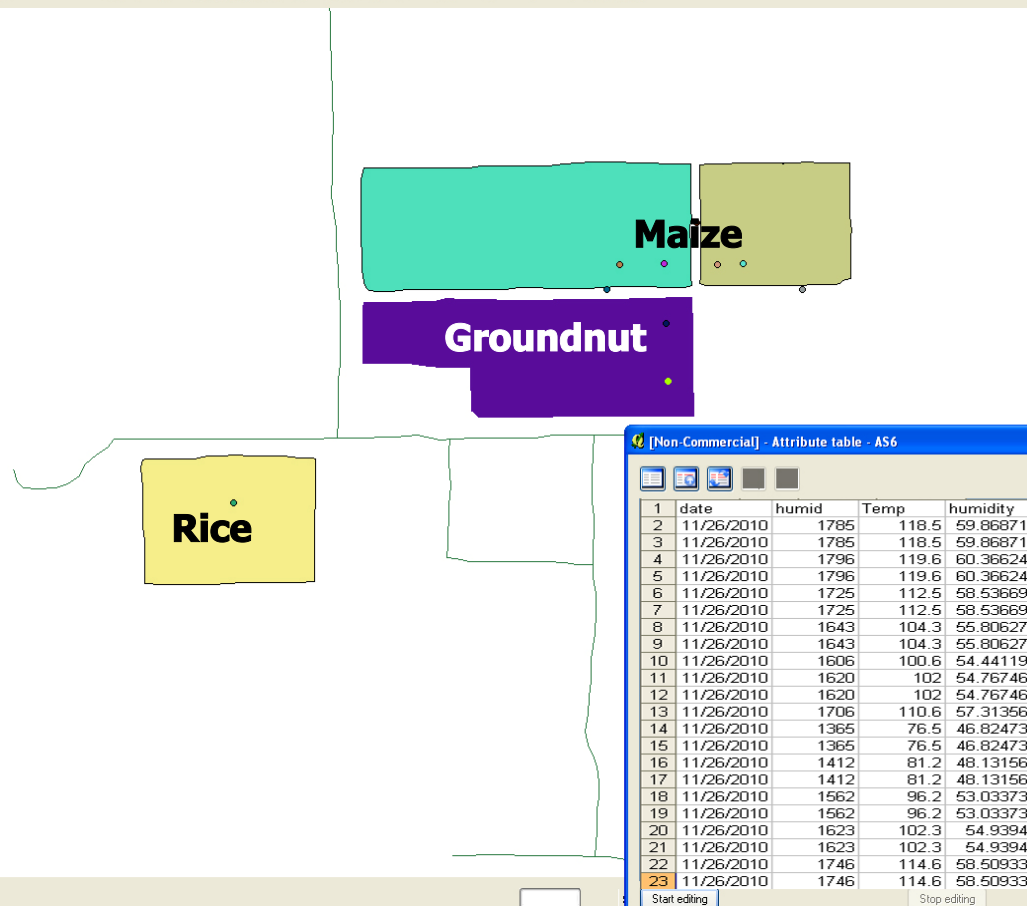 Maize
Groundnut
Rice
[Non-Commercial] - Attribute table - AS6
1 date humid Temp humidity
2 11/26/2010 1785 118.5 59.86871
3 11/26/2010 1785 118.5 59.86871
4 11/26/2010 1796 119.6 60.36624
5 11/26/2010 1796 119.6 60.36624
6 11/26/2010 1725 112.5 58.53669
7 11/26/2010 1725 112.5 58.53669
8 11/26/2010 1643 104.3 55.80627
9 11/26/2010 1643 104.3 55.80627
10 11/26/2010 1606 100.6 54.44119
11 11/26/2010 1620 102 54.76746
12 11/26/2010 1620 102 54.76746
13 11/26/2010 1706 110.6 57.31356
14 11/26/2010 1365 76.5 46.82473
15 11/26/2010 1365 76.5 46.82473
16 11/26/2010 1412 81.2 48.13156
17 11/26/2010 1412 81.2 48.13156
18 11/26/2010 1562 96.2 53.03373
19 11/26/2010 1562 96.2 53.03373
20 11/26/2010 1623 102.3 54.9394
21 11/26/2010 1623 102.3 54.9394
22 11/26/2010 1746 114.6 58.50933
23 11/26/2010 1746 114.6 58.50933
Start editing Stop editing